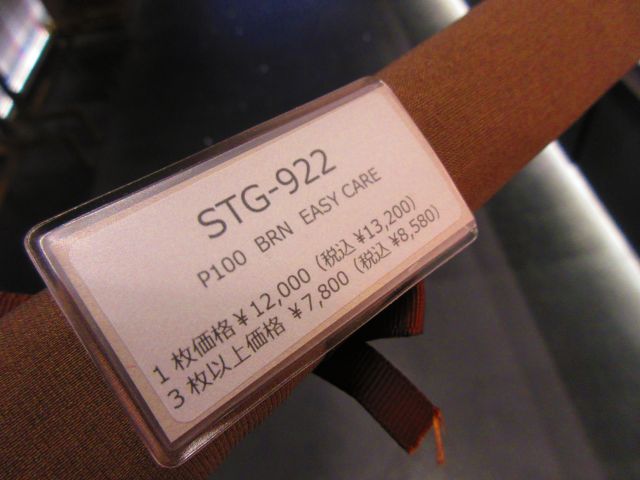 STG-922
P100 BRN EASY CARE
1 枚価格 ¥ 12,000 (税込 ¥13,200)
3 枚以上価格 ¥ 7,800 (税込 ¥8,580)